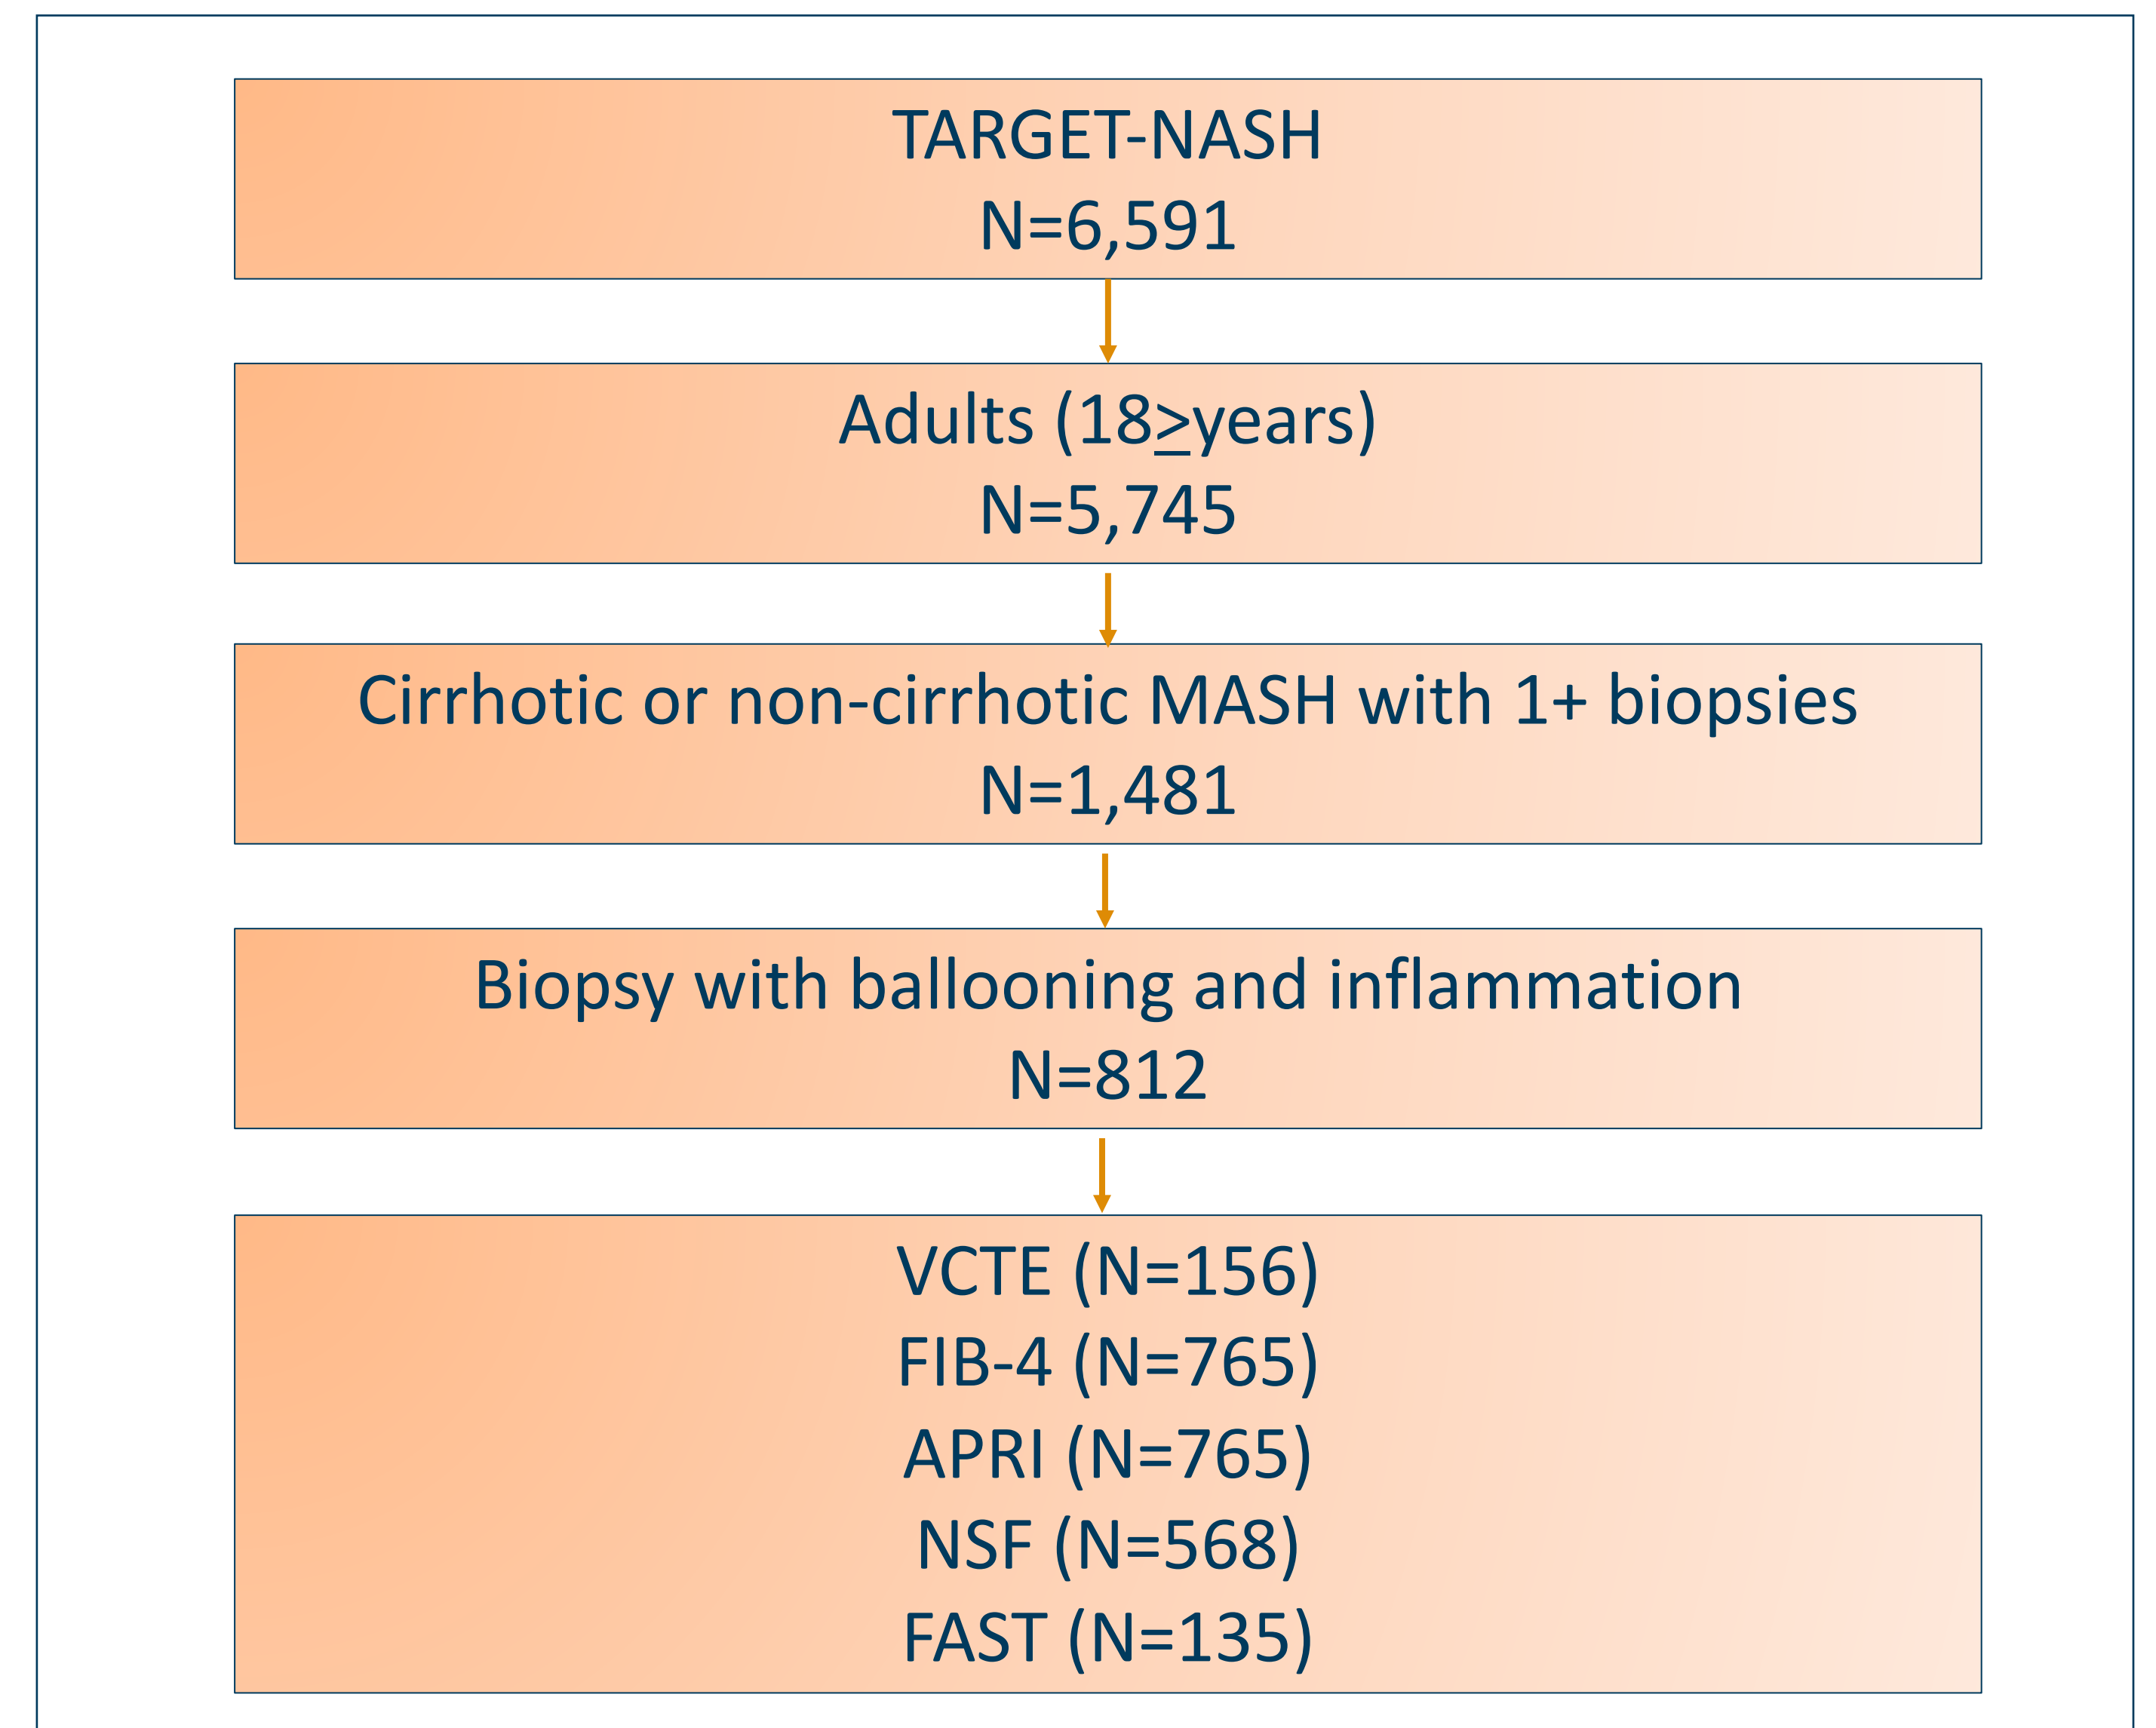 TARGET-NASH
N=6,591
Adults (18≥years)
N=5,745
Cirrhotic or non-cirrhotic MASH with 1+ biopsies
N=1,481
Biopsy with ballooning and inflammation
N=812
VCTE (N=156)
FIB-4 (N=765)
APRI (N=765)
NSF (N=568)
FAST (N=135)